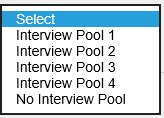 Select
Interview Pool 1
Interview Pool 2
Interview Pool 3
Interview Pool 4
No Interview Pool